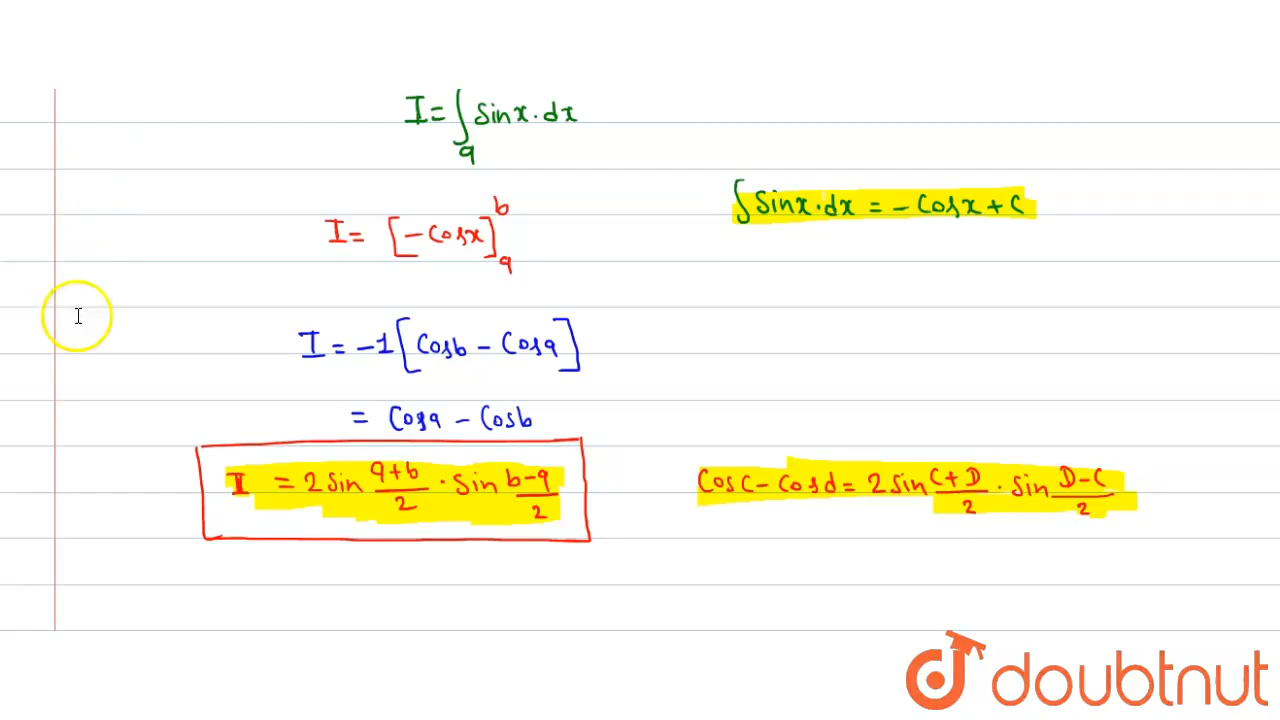 I = ∫ₐ sinx·dx
∫ sinx·dx = -cosx + c
I = [-cosx]ₐᵇ
I = -1[cosb - cosa]
= cosa - cosb
I = 2 sin (a+b)/2 · sin (b-a)/2
cosC - cosd = 2 sin (C+D)/2 · sin (D-C)/2
doubtnut